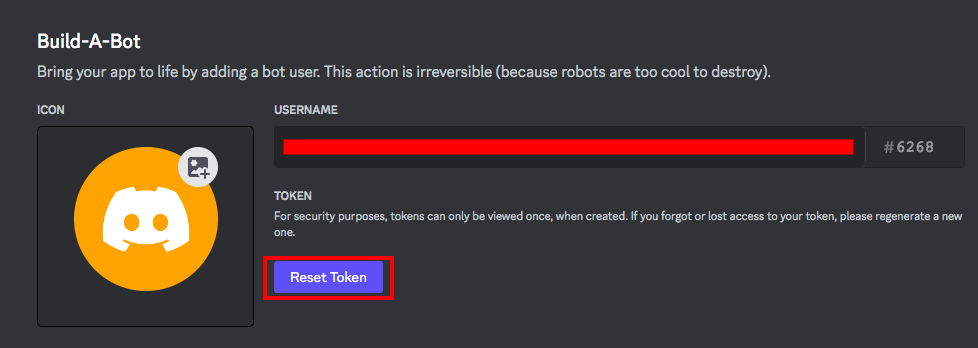 Build-A-Bot
Bring your app to life by adding a bot user. This action is irreversible (because robots are too cool to destroy).
ICON
USERNAME
#6268
TOKEN
For security purposes, tokens can only be viewed once, when created. If you forgot or lost access to your token, please regenerate a new
one.
Reset Token